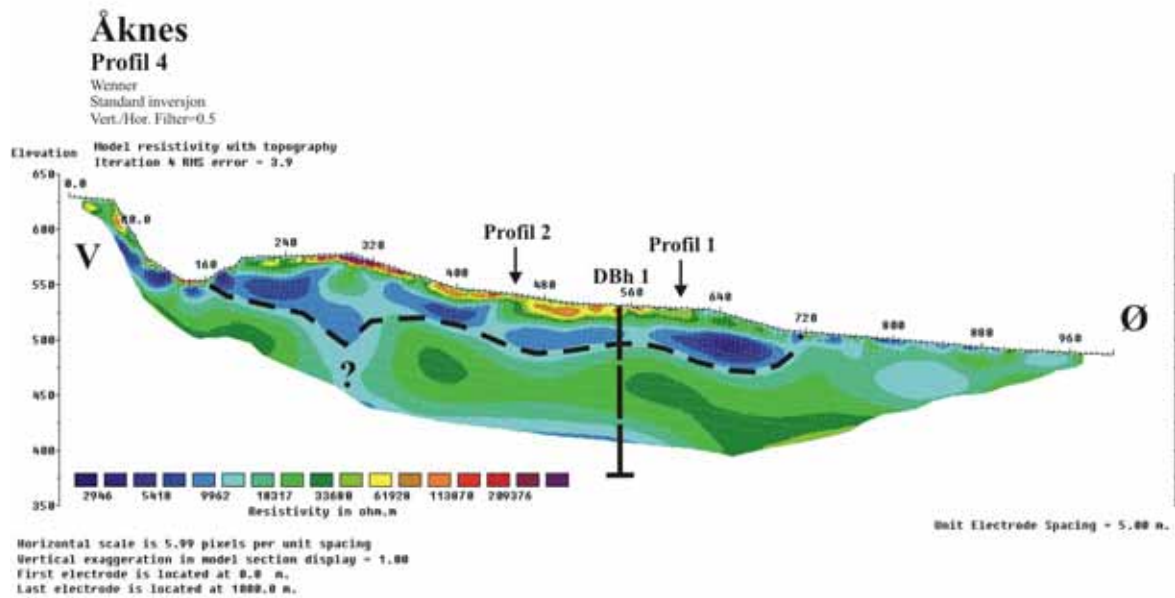 Åknes
Profil 4
Wenner
Standard inversjon
Vert./Hor. Filter=0.5
Model resistivity with topography
Elevation
Iteration 4 RMS error = 3.9
650
0.0
600
80.0
V
550
160
240
320
400
Profil 2
480
DBh 1
560
Profil 1
640
720
800
880
960
Ø
500
?
450
400
350
2946 5410 9962 18317 33680 61920 113870 209376
Resistivity in ohm.m
Unit Electrode Spacing = 5.00 m.
Horizontal scale is 5.99 pixels per unit spacing
Vertical exaggeration in model section display = 1.00
First electrode is located at 0.0 m.
Last electrode is located at 1000.0 m.